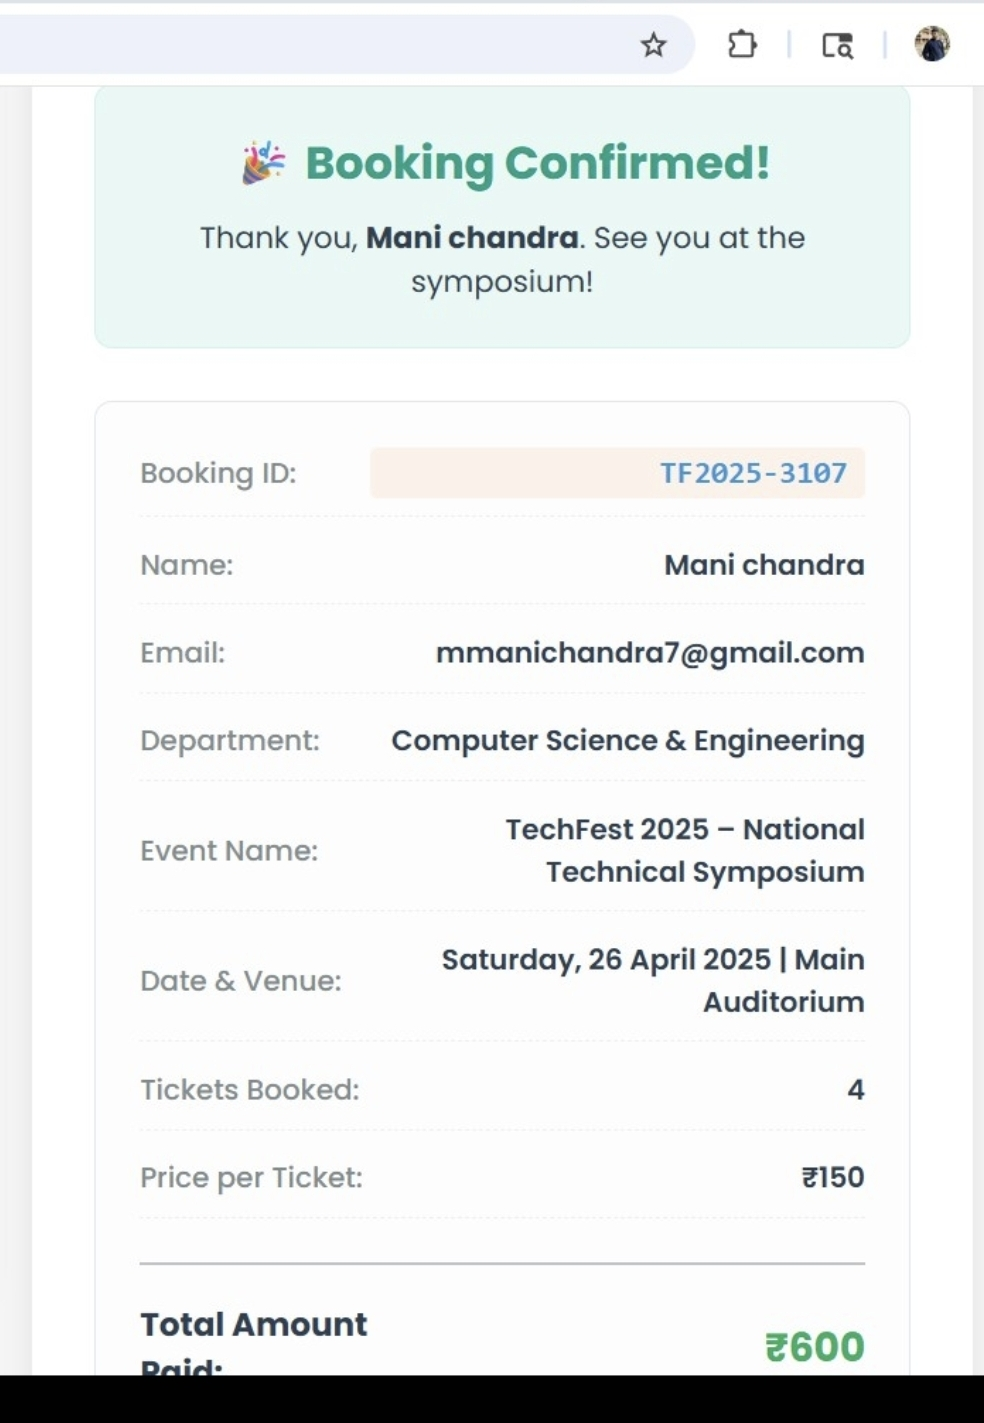 Booking Confirmed!
Thank you, Mani chandra. See you at the
symposium!
Booking ID: TF2025-3107
Name: Mani chandra
Email: mmanichandra7@gmail.com
Department: Computer Science & Engineering
Event Name: TechFest 2025 – National
Technical Symposium
Date & Venue: Saturday, 26 April 2025 | Main
Auditorium
Tickets Booked: 4
Price per Ticket: ₹150
Total Amount
Paid: ₹600